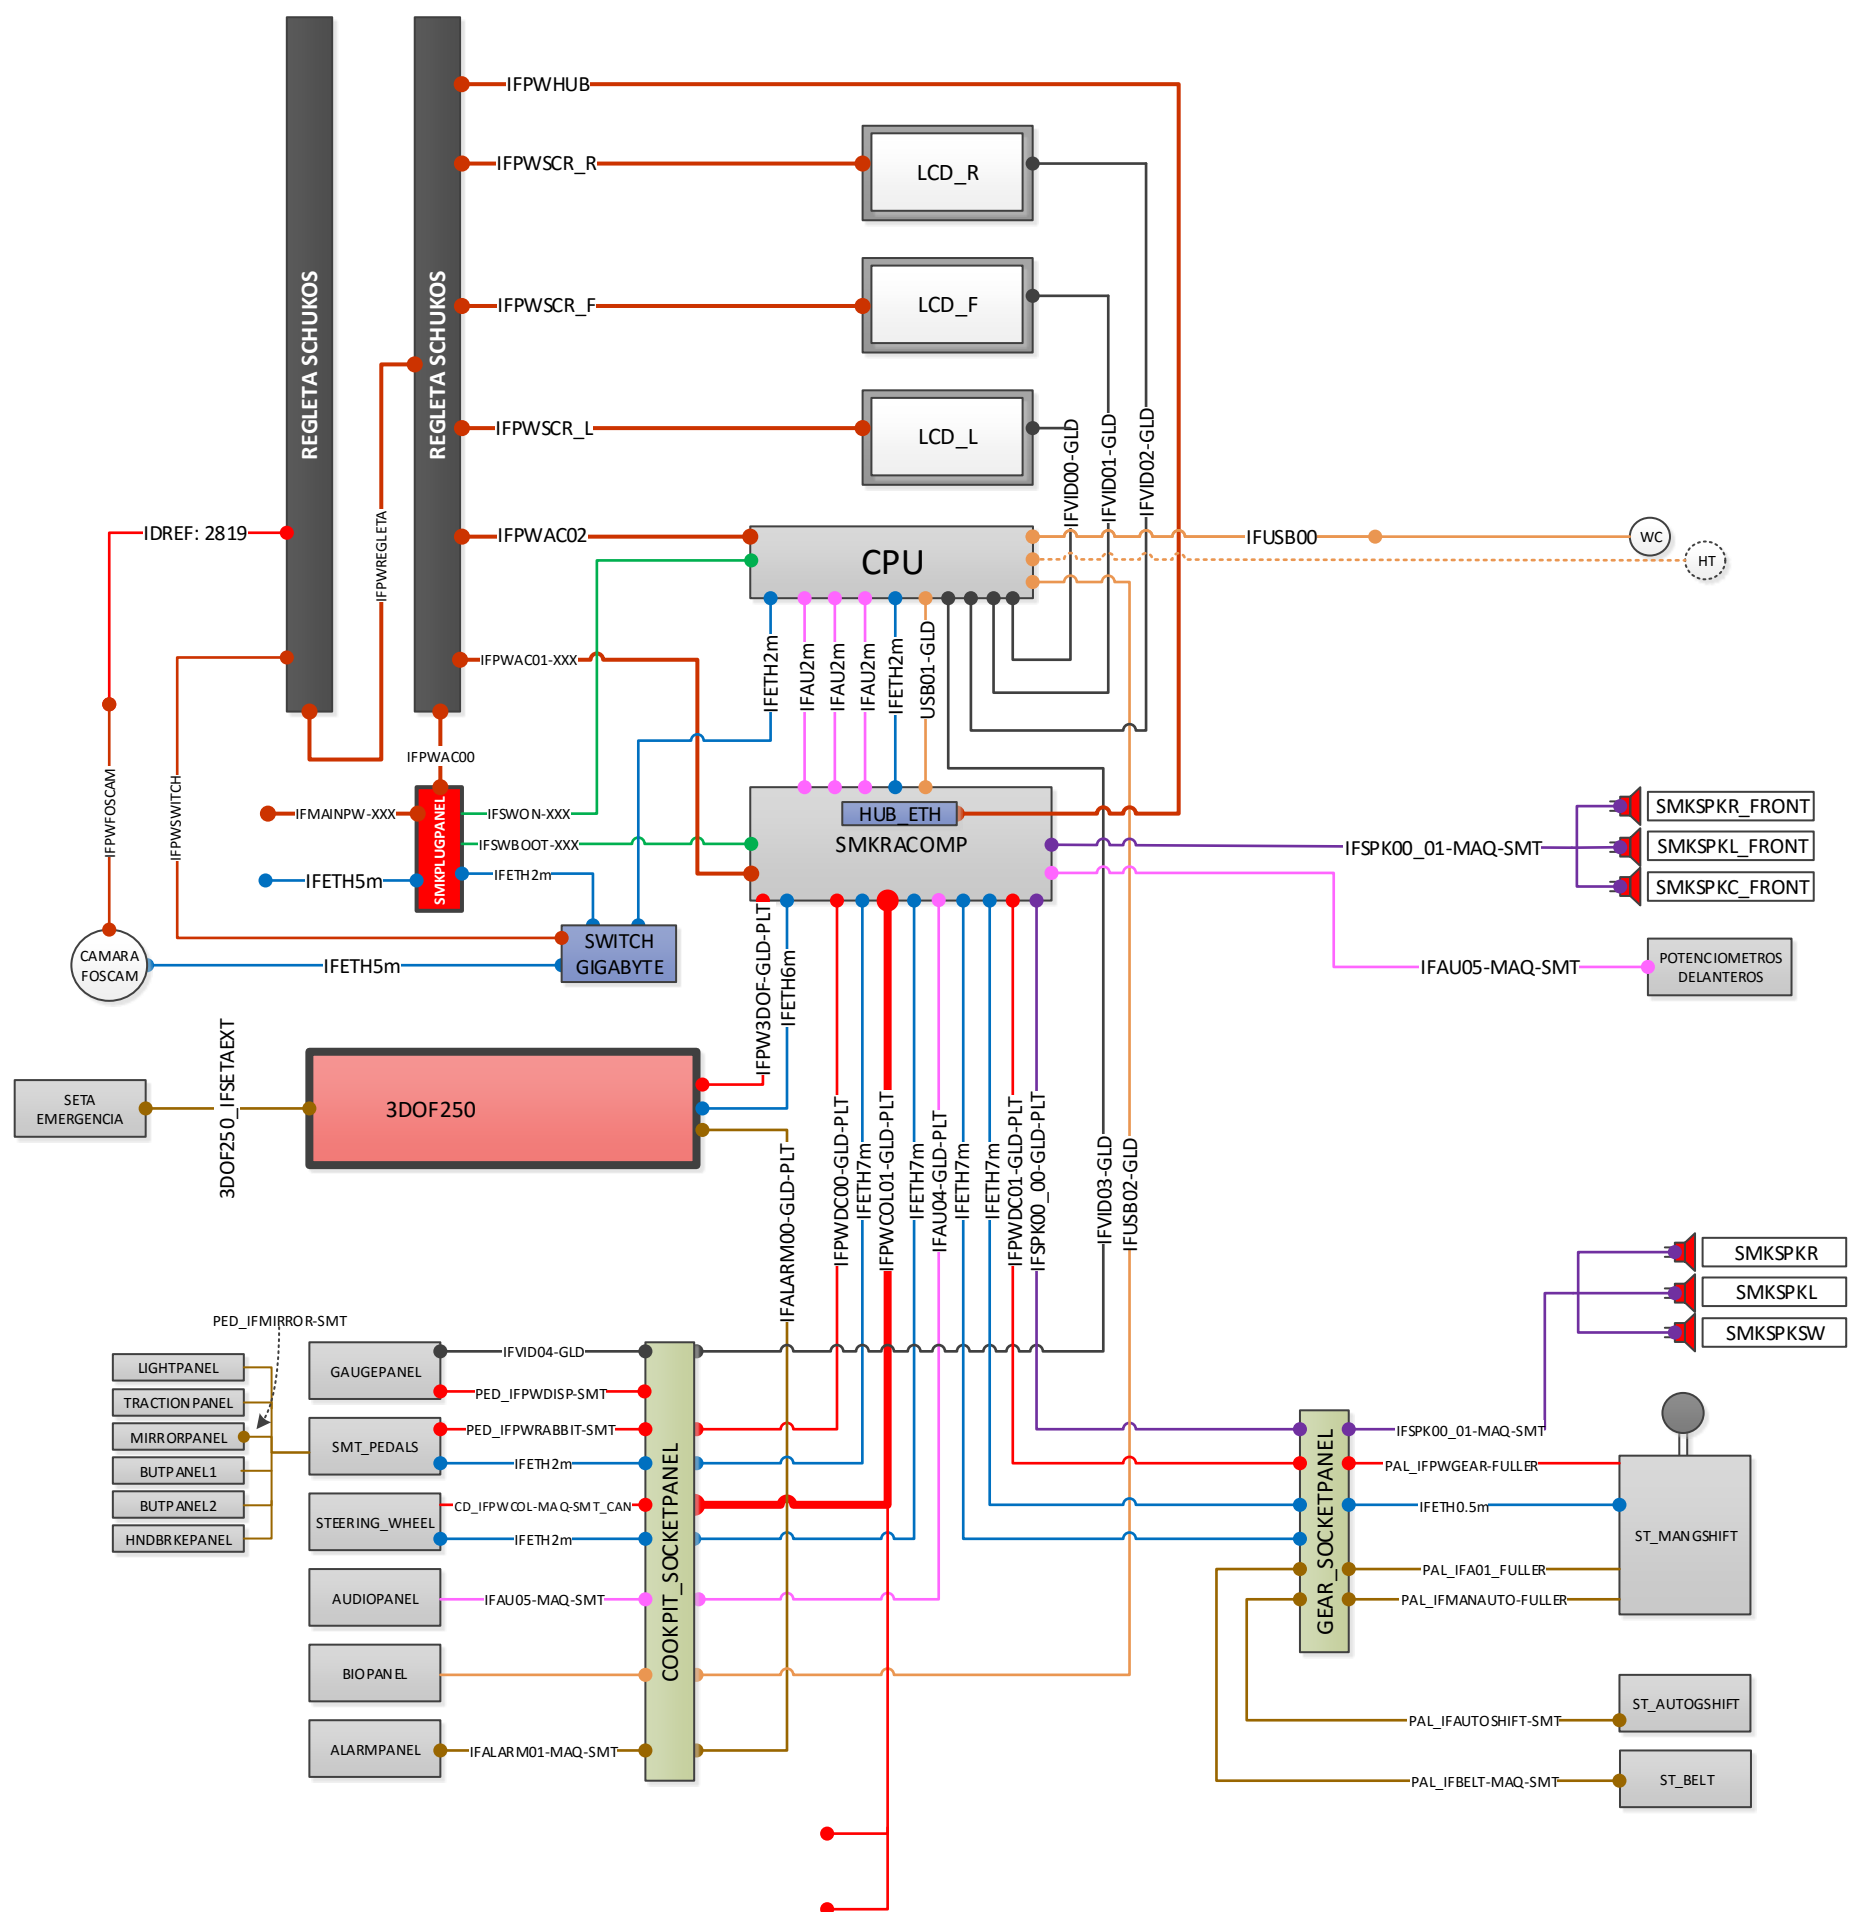 IFPWHUB
IFPWSCR_R
LCD_R
REGLETA SCHUKOS
REGLETA SCHUKOS
IFPWSCR_F
LCD_F
IFPWSCR_L
LCD_L
IFVID00-GLD
IFVID01-GLD
IFVID02-GLD
IFPWREGLETA
IDREF: 2819
IFPWAC02
CPU
IFUSB00
WC
HT
IFPWAC01-XXX
IFETH2m
IFAU2m
IFAU2m
IFAU2m
IFETH2m
USB01-GLD
IFPWAC00
IFPWFOSCAM
IFPWSWITCH
IFMAINPW-XXX
SMKPLUGPANEL
IFSWON-XXX
IFSWBOOT-XXX
IFETH5m
IFETH2m
HUB_ETH
SMKRACOMP
IFSPK00_01-MAQ-SMT
SMKSPKR_FRONT
SMKSPKL_FRONT
SMKSPKC_FRONT
CAMARA
FOSCAM
IFETH5m
SWITCH
GIGABYTE
IFAU05-MAQ-SMT
POTENCIOMETROS
DELANTEROS
IFPW3DOF-GLD-PLT
IFETH6m
SETA
EMERGENCIA
3DOF250_IFSETAEXT
3DOF250
IFALARM00-GLD-PLT
IFPWDC00-GLD-PLT
IFETH7m
IFPWCOL01-GLD-PLT
IFETH7m
IFAU04-GLD-PLT
IFETH7m
IFETH7m
IFPWDC01-GLD-PLT
IFSPK00_00-GLD-PLT
IFVID03-GLD
IFUSB02-GLD
SMKSPKR
SMKSPKL
SMKSPKSW
PED_IFMIRROR-SMT
LIGHTPANEL
TRACTIONPANEL
MIRRORPANEL
BUTPANEL1
BUTPANEL2
HNDBRKEPANEL
GAUGEPANEL
IFVID04-GLD
PED_IFPWDISP-SMT
SMT_PEDALS
PED_IFPWRABBIT-SMT
IFETH2m
STEERING_WHEEL
CD_IFPWCOL-MAQ-SMT_CAN
IFETH2m
AUDIOPANEL
IFAU05-MAQ-SMT
BIOPANEL
ALARMPANEL
IFALARM01-MAQ-SMT
COOKPIT_SOCKETPANEL
GEAR_SOCKETPANEL
IFSPK00_01-MAQ-SMT
PAL_IFPWGEAR-FULLER
IFETH0.5m
ST_MANGSHIFT
PAL_IFA01_FULLER
PAL_IFMANAUTO-FULLER
PAL_IFAUTOSHIFT-SMT
ST_AUTOGSHIFT
PAL_IFBELT-MAQ-SMT
ST_BELT